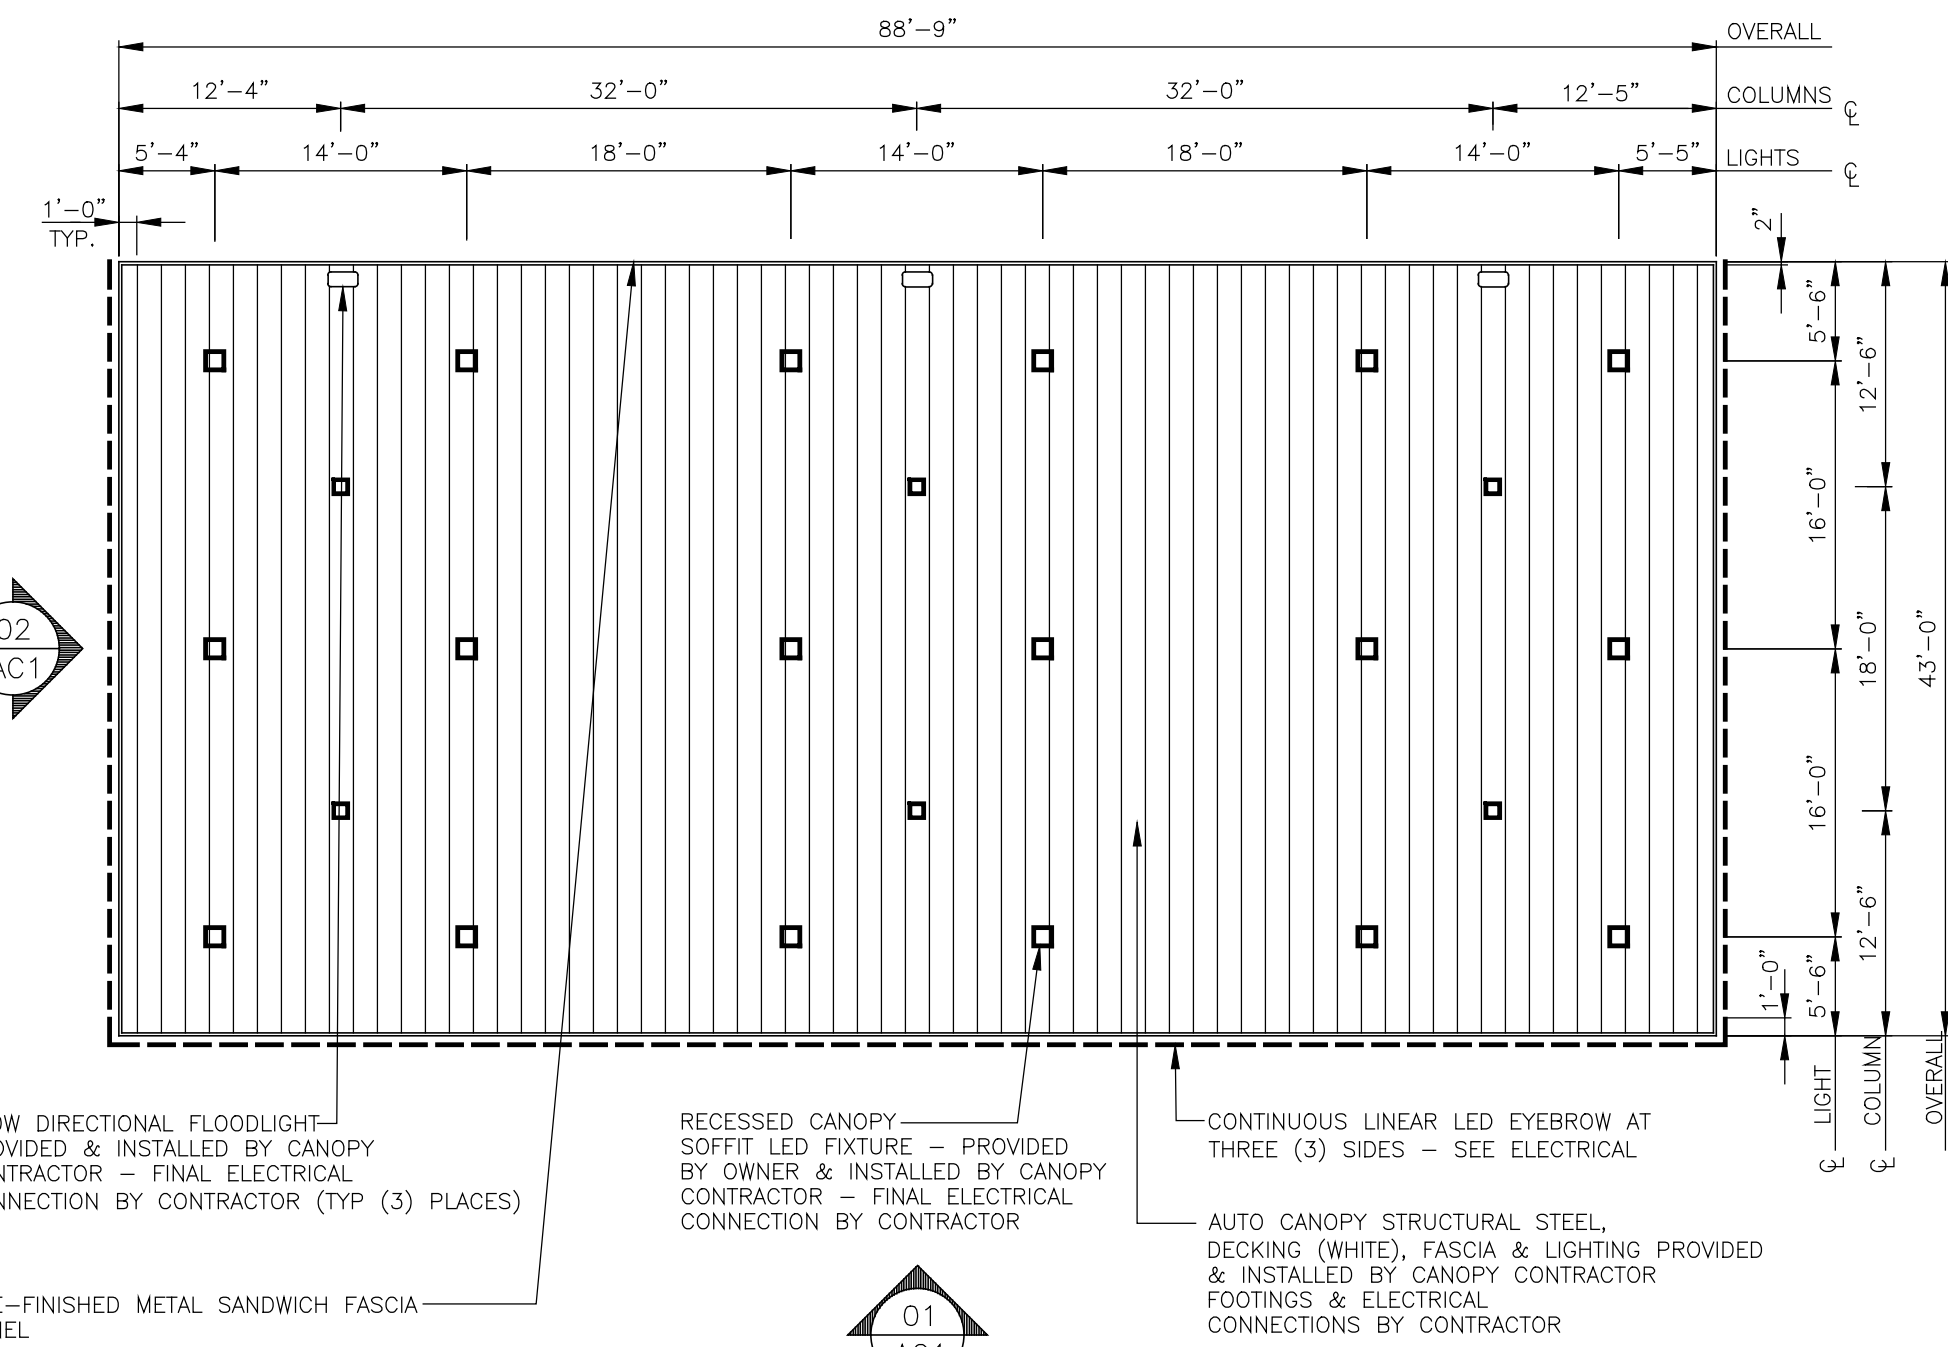 88'-9"
OVERALL
12'-4"
32'-0"
32'-0"
12'-5"
COLUMNS ℄
5'-4"
14'-0"
18'-0"
14'-0"
18'-0"
14'-0"
5'-5"
LIGHTS ℄
1'-0"
TYP.
2"
5'-6"
12'-6"
16'-0"
18'-0"
43'-0"
16'-0"
12'-6"
1'-0"
5'-6"
LIGHT ℄
COLUMN ℄
OVERALL
02
AC1
OW DIRECTIONAL FLOODLIGHT
OVIDED & INSTALLED BY CANOPY
NTRACTOR – FINAL ELECTRICAL
NNECTION BY CONTRACTOR (TYP (3) PLACES)
E–FINISHED METAL SANDWICH FASCIA
NEL
RECESSED CANOPY
SOFFIT LED FIXTURE – PROVIDED
BY OWNER & INSTALLED BY CANOPY
CONTRACTOR – FINAL ELECTRICAL
CONNECTION BY CONTRACTOR
CONTINUOUS LINEAR LED EYEBROW AT
THREE (3) SIDES – SEE ELECTRICAL
AUTO CANOPY STRUCTURAL STEEL,
DECKING (WHITE), FASCIA & LIGHTING PROVIDED
& INSTALLED BY CANOPY CONTRACTOR
FOOTINGS & ELECTRICAL
CONNECTIONS BY CONTRACTOR
01